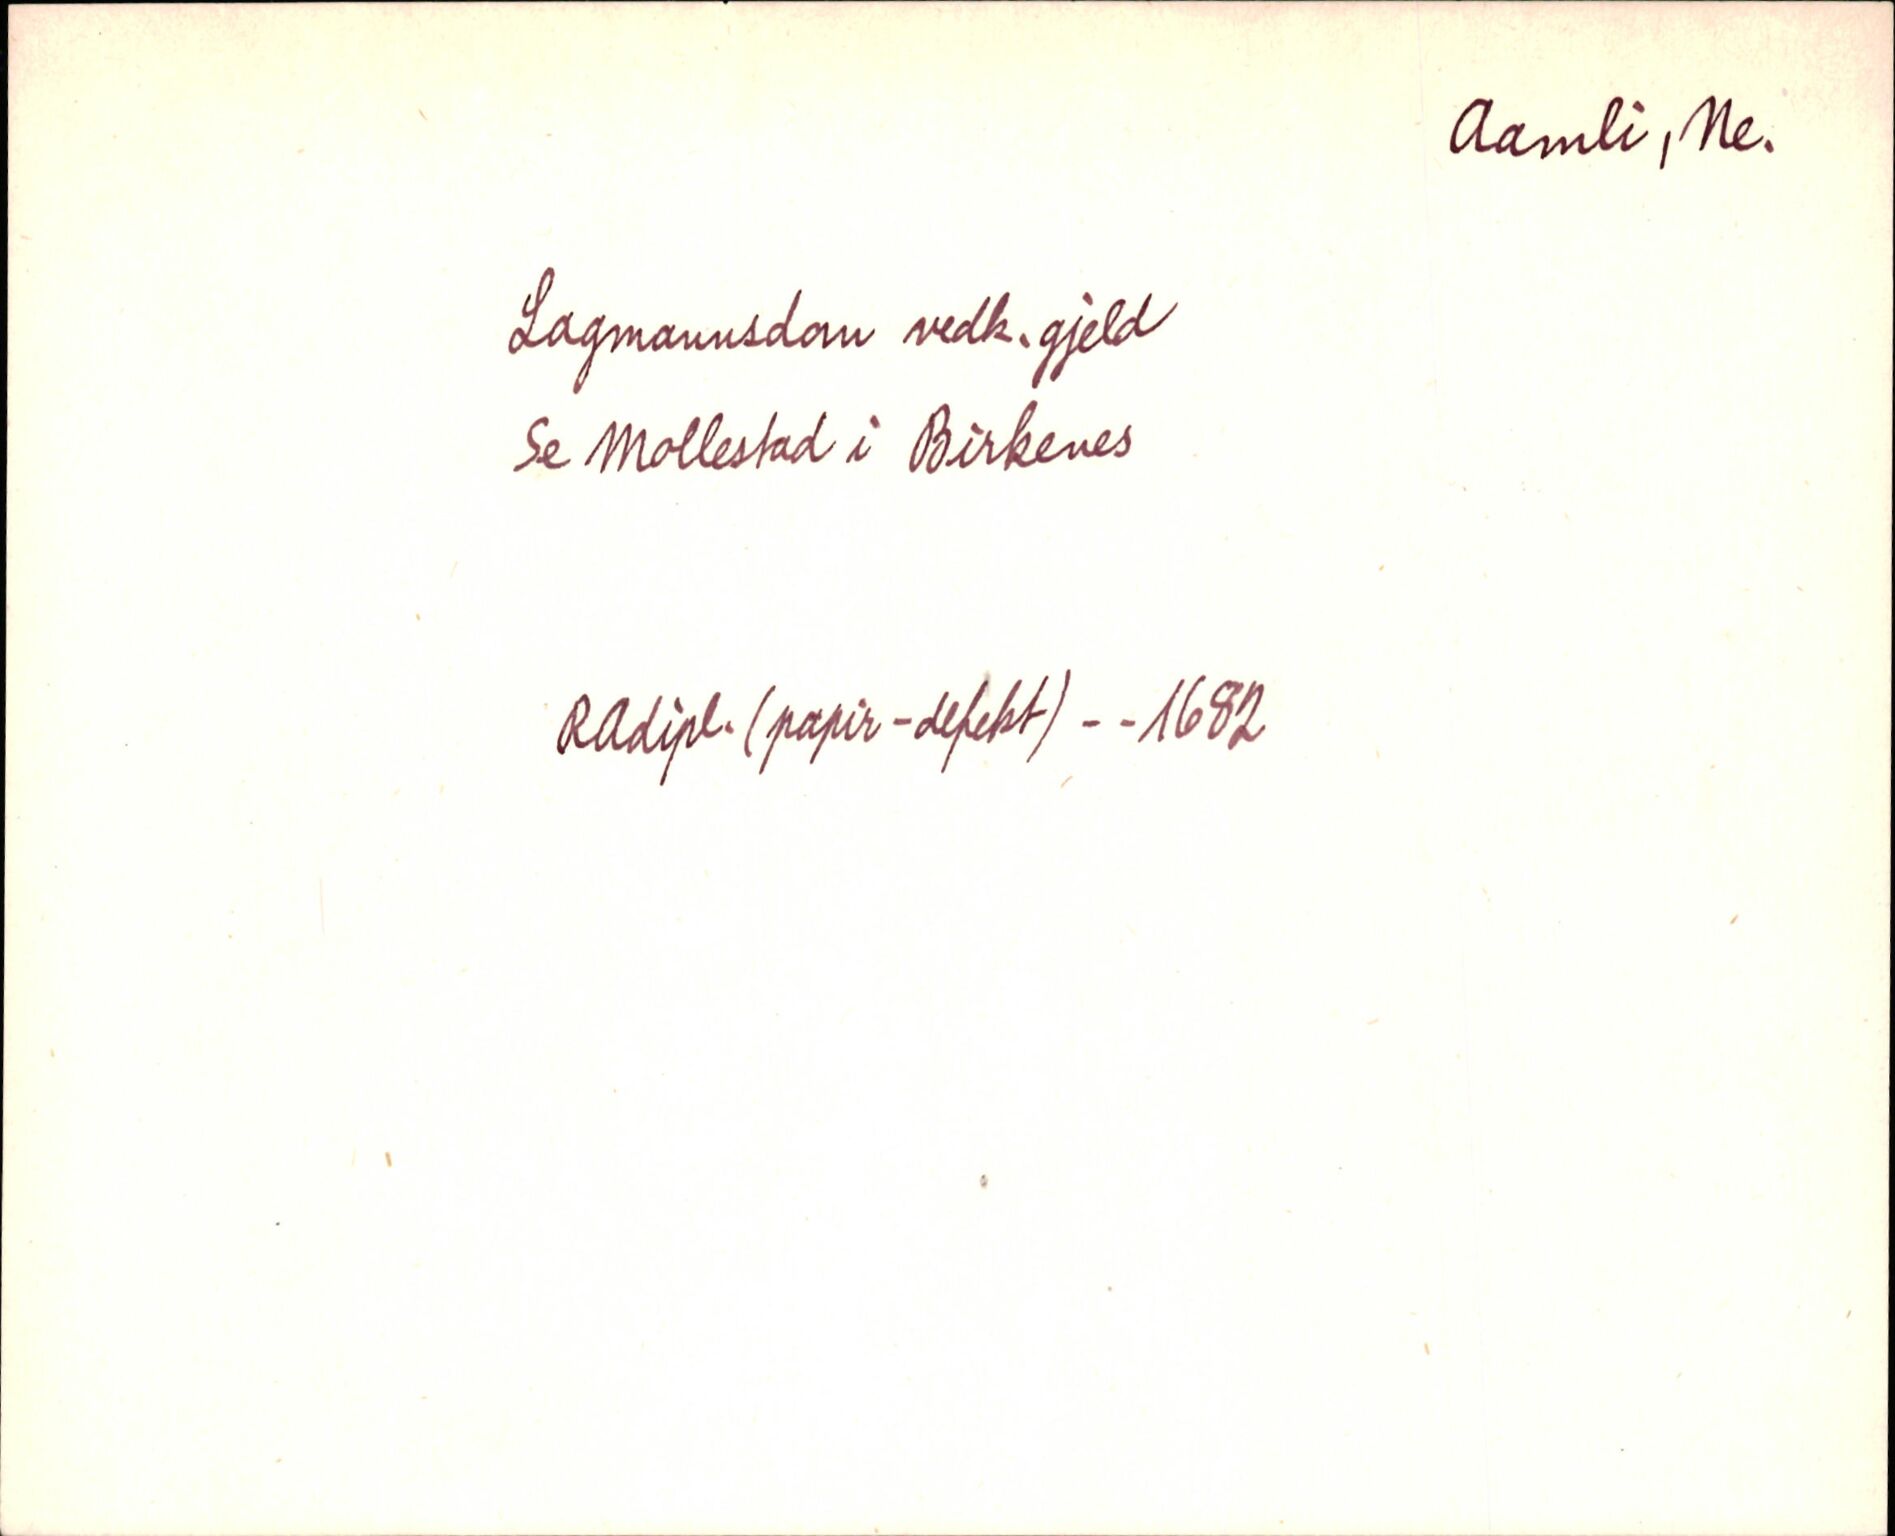 Aamli, Ne.
Lagmannsdom vedk. gjeld
Se Mollestad i Birkenes
RAdipl. (papir-defekt) - - 1682